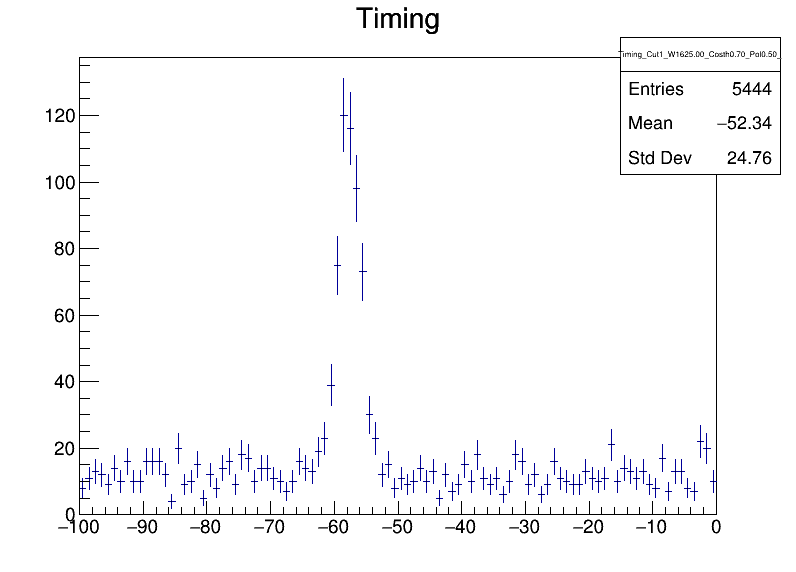 Timing
Timing_Cut1_W1625.00_Costh0.70_Pol0.50_
Entries 5444
Mean −52.34
Std Dev 24.76
120
100
80
60
40
20
0
−100 −90 −80 −70 −60 −50 −40 −30 −20 −10 0